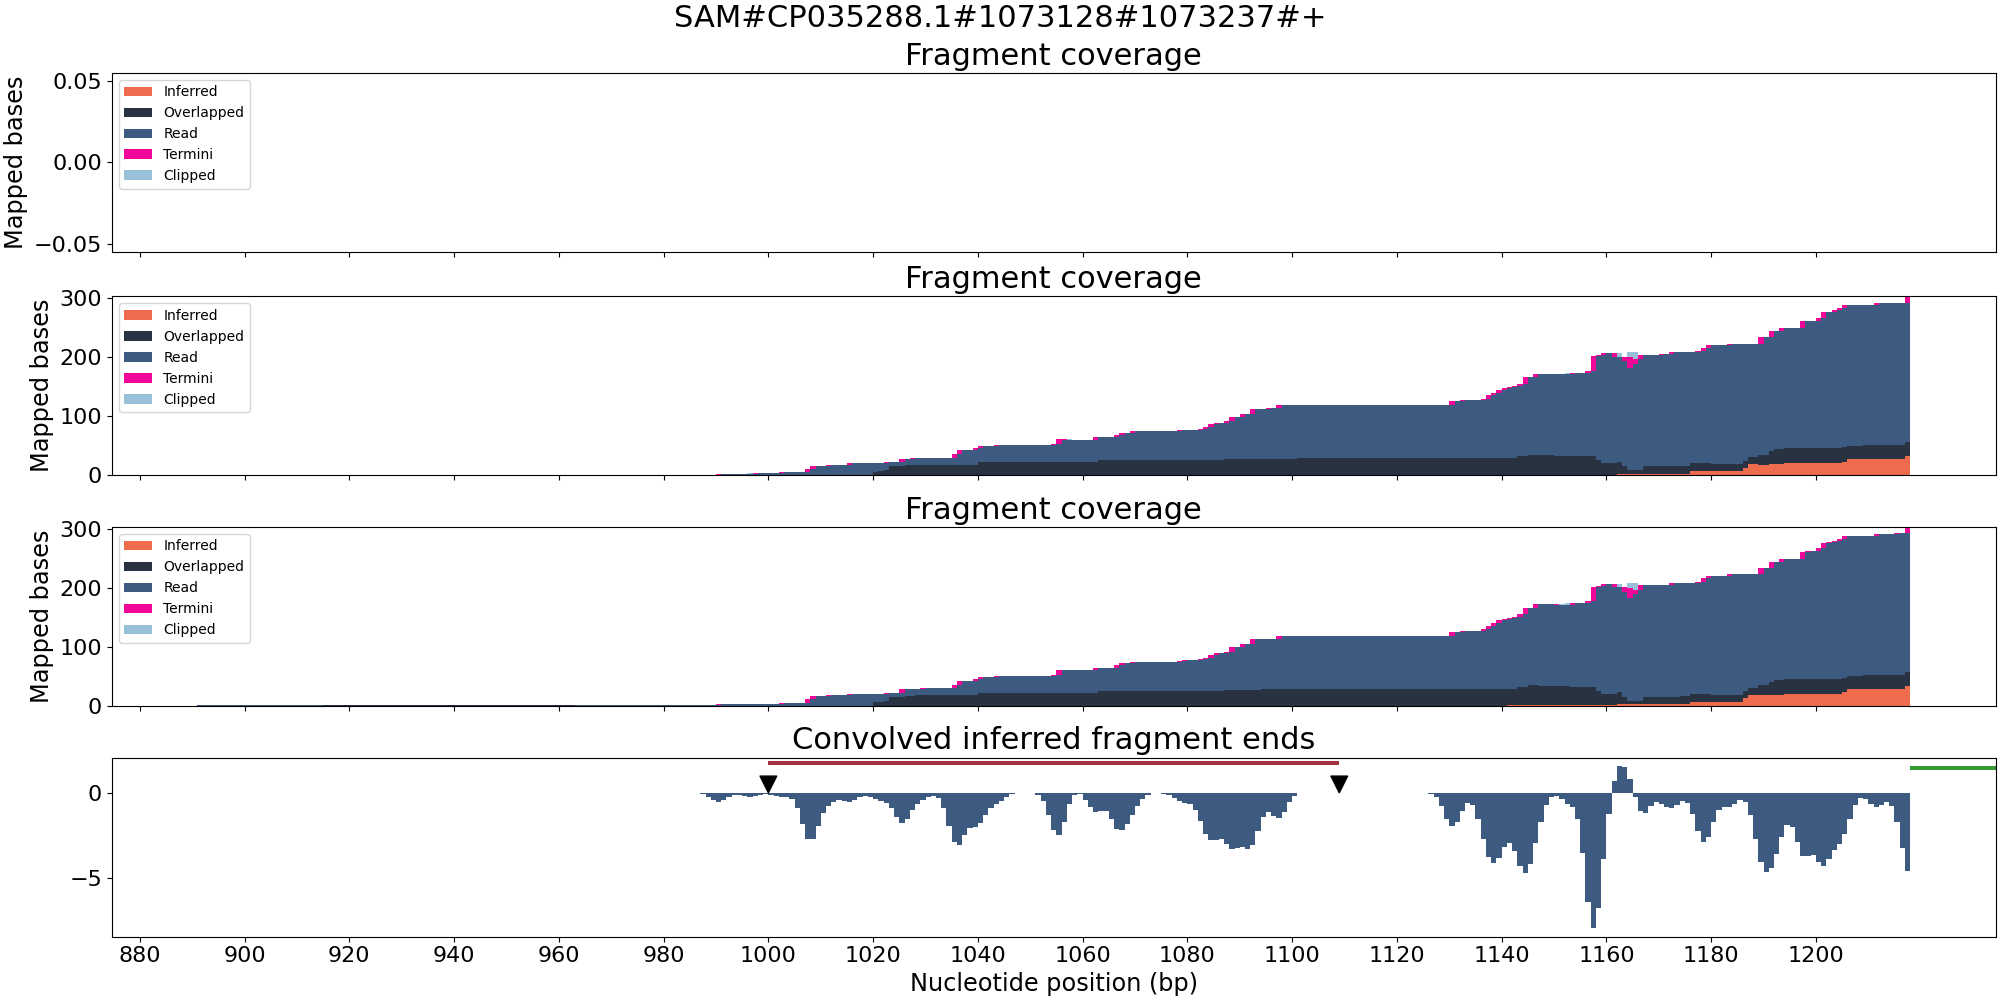 SAM#CP035288.1#1073128#1073237#+
Fragment coverage
Mapped bases
0.05
0.00
−0.05
Inferred
Overlapped
Read
Termini
Clipped
Fragment coverage
Mapped bases
300
200
100
0
Inferred
Overlapped
Read
Termini
Clipped
Fragment coverage
Mapped bases
300
200
100
0
Inferred
Overlapped
Read
Termini
Clipped
Convolved inferred fragment ends
0
−5
880 900 920 940 960 980 1000 1020 1040 1060 1080 1100 1120 1140 1160 1180 1200
Nucleotide position (bp)